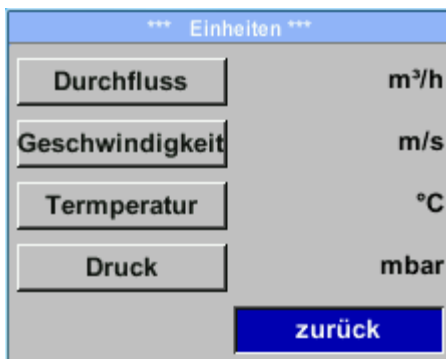 *** Einheiten ***
Durchfluss m³/h
Geschwindigkeit m/s
Termperatur °C
Druck mbar
zurück